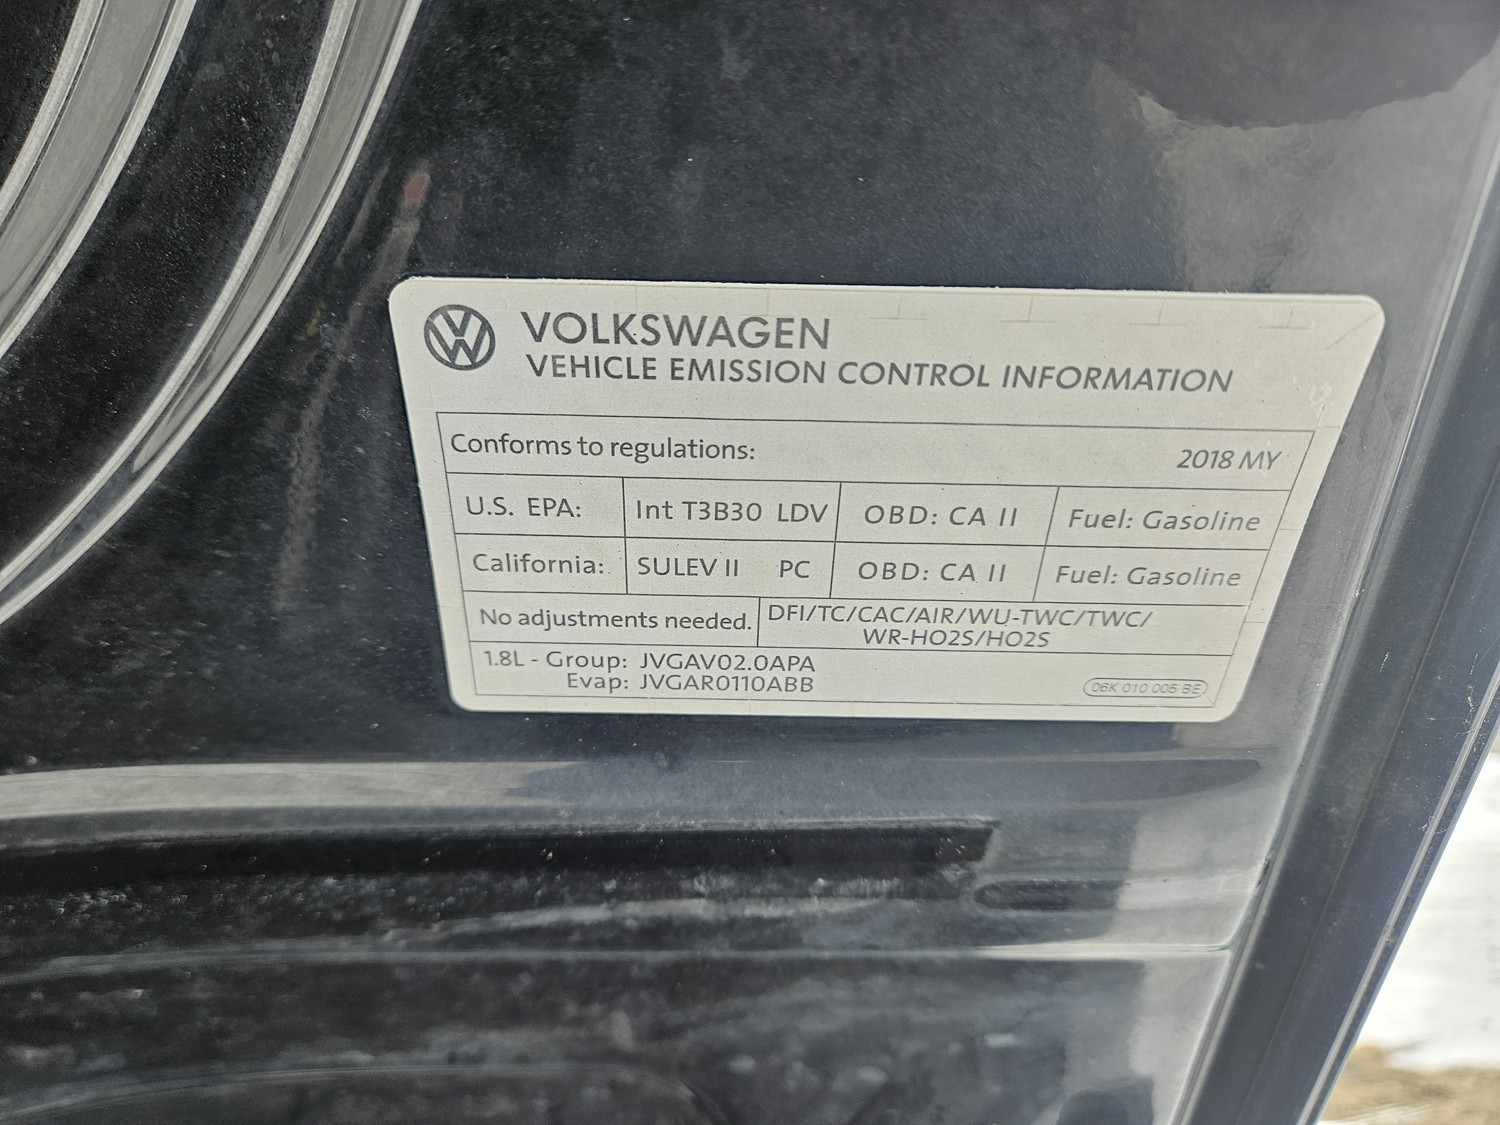 VOLKSWAGEN
VEHICLE EMISSION CONTROL INFORMATION
Conforms to regulations: 2018 MY
U.S. EPA: Int T3B30 LDV OBD: CA II Fuel: Gasoline
California: SULEV II PC OBD: CA II Fuel: Gasoline
No adjustments needed. DFI/TC/CAC/AIR/WU-TWC/TWC/
WR-HO2S/HO2S
1.8L - Group: JVGAV02.0APA
Evap: JVGAR0110ABB
06K 010 005 BE